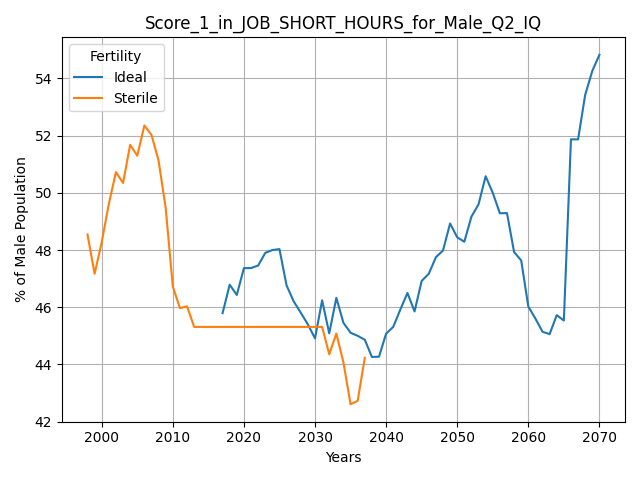 Score_1_in_JOB_SHORT_HOURS_for_Male_Q2_IQ
Fertility
Ideal
Sterile
% of Male Population
54
52
50
48
46
44
42
2000 2010 2020 2030 2040 2050 2060 2070
Years